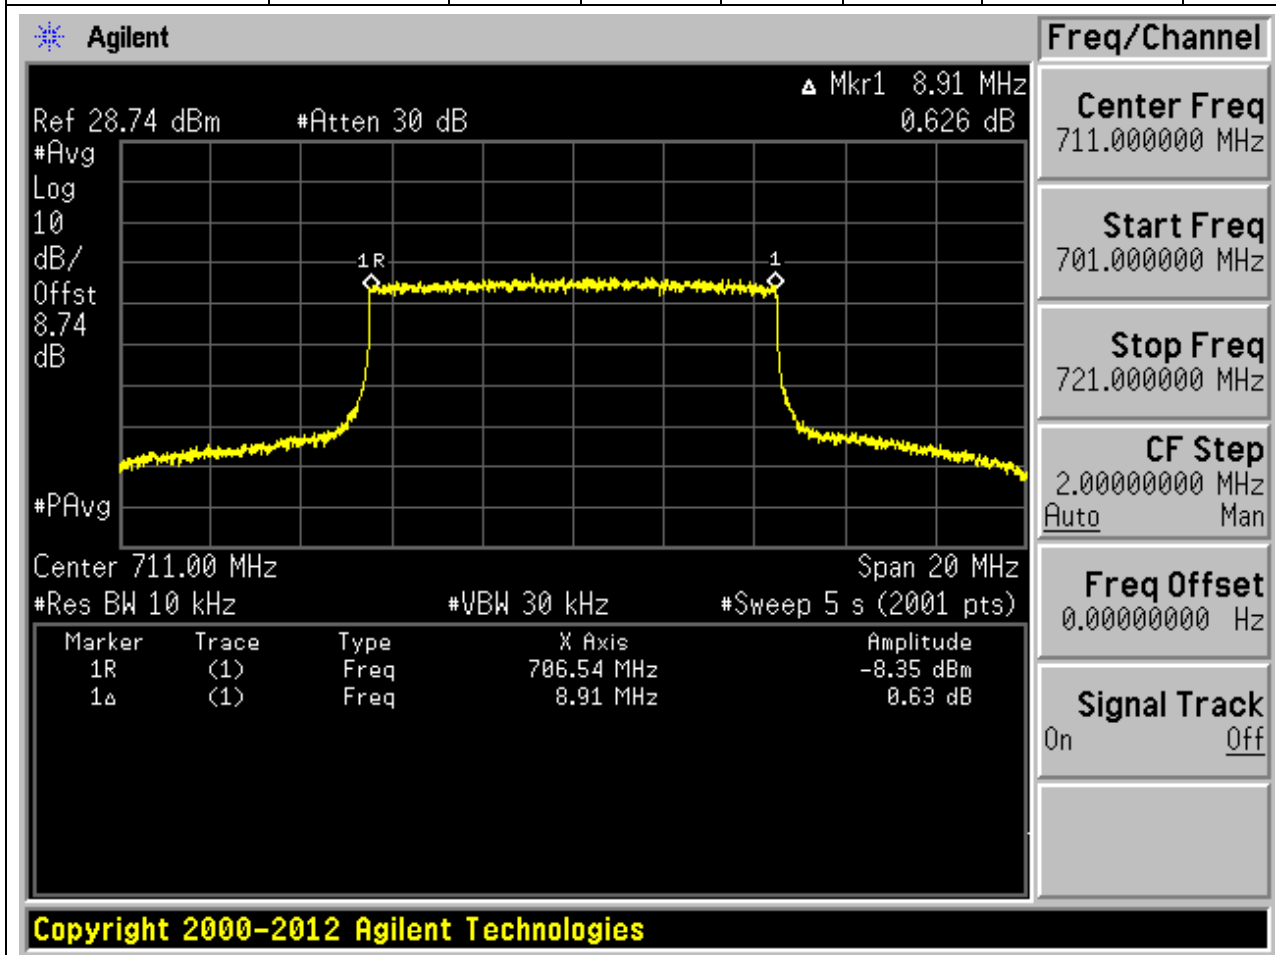 Agilent
Freq/Channel
▵ Mkr1 8.91 MHz
Ref 28.74 dBm #Atten 30 dB 0.626 dB
#Avg
Log
10
dB/
Offst
8.74
dB
1R 1
#PAvg
Center 711.00 MHz Span 20 MHz
#Res BW 10 kHz #VBW 30 kHz #Sweep 5 s (2001 pts)
Marker Trace Type X Axis Amplitude
1R (1) Freq 706.54 MHz -8.35 dBm
1▵ (1) Freq 8.91 MHz 0.63 dB
Center Freq
711.000000 MHz
Start Freq
701.000000 MHz
Stop Freq
721.000000 MHz
CF Step
2.00000000 MHz
Auto Man
Freq Offset
0.00000000 Hz
Signal Track
On Off
Copyright 2000-2012 Agilent Technologies